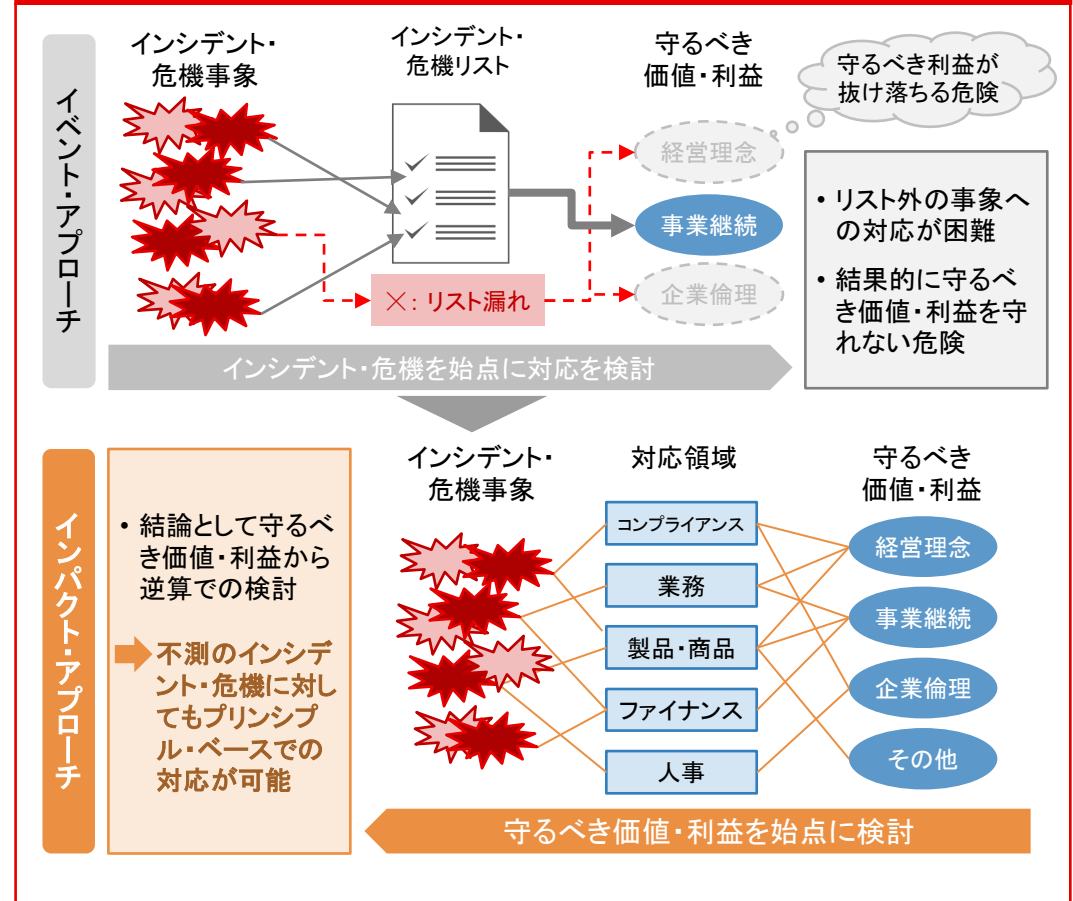 イベント・アプローチ
インシデント・
危機事象
インシデント・
危機リスト
守るべき
価値・利益
守るべき利益が
抜け落ちる危険
経営理念
事業継続
企業倫理
×: リスト漏れ
• リスト外の事象へ
の対応が困難
• 結果的に守るべ
き価値・利益を守
れない危険
インシデント・危機を始点に対応を検討
インパクト・アプローチ
• 結論として守るべ
き価値・利益から
逆算での検討
不測のインシデ
ント・危機に対し
てもプリンシプ
ル・ベースでの
対応が可能
インシデント・
危機事象
対応領域
守るべき
価値・利益
コンプライアンス
業務
製品・商品
ファイナンス
人事
経営理念
事業継続
企業倫理
その他
守るべき価値・利益を始点に検討